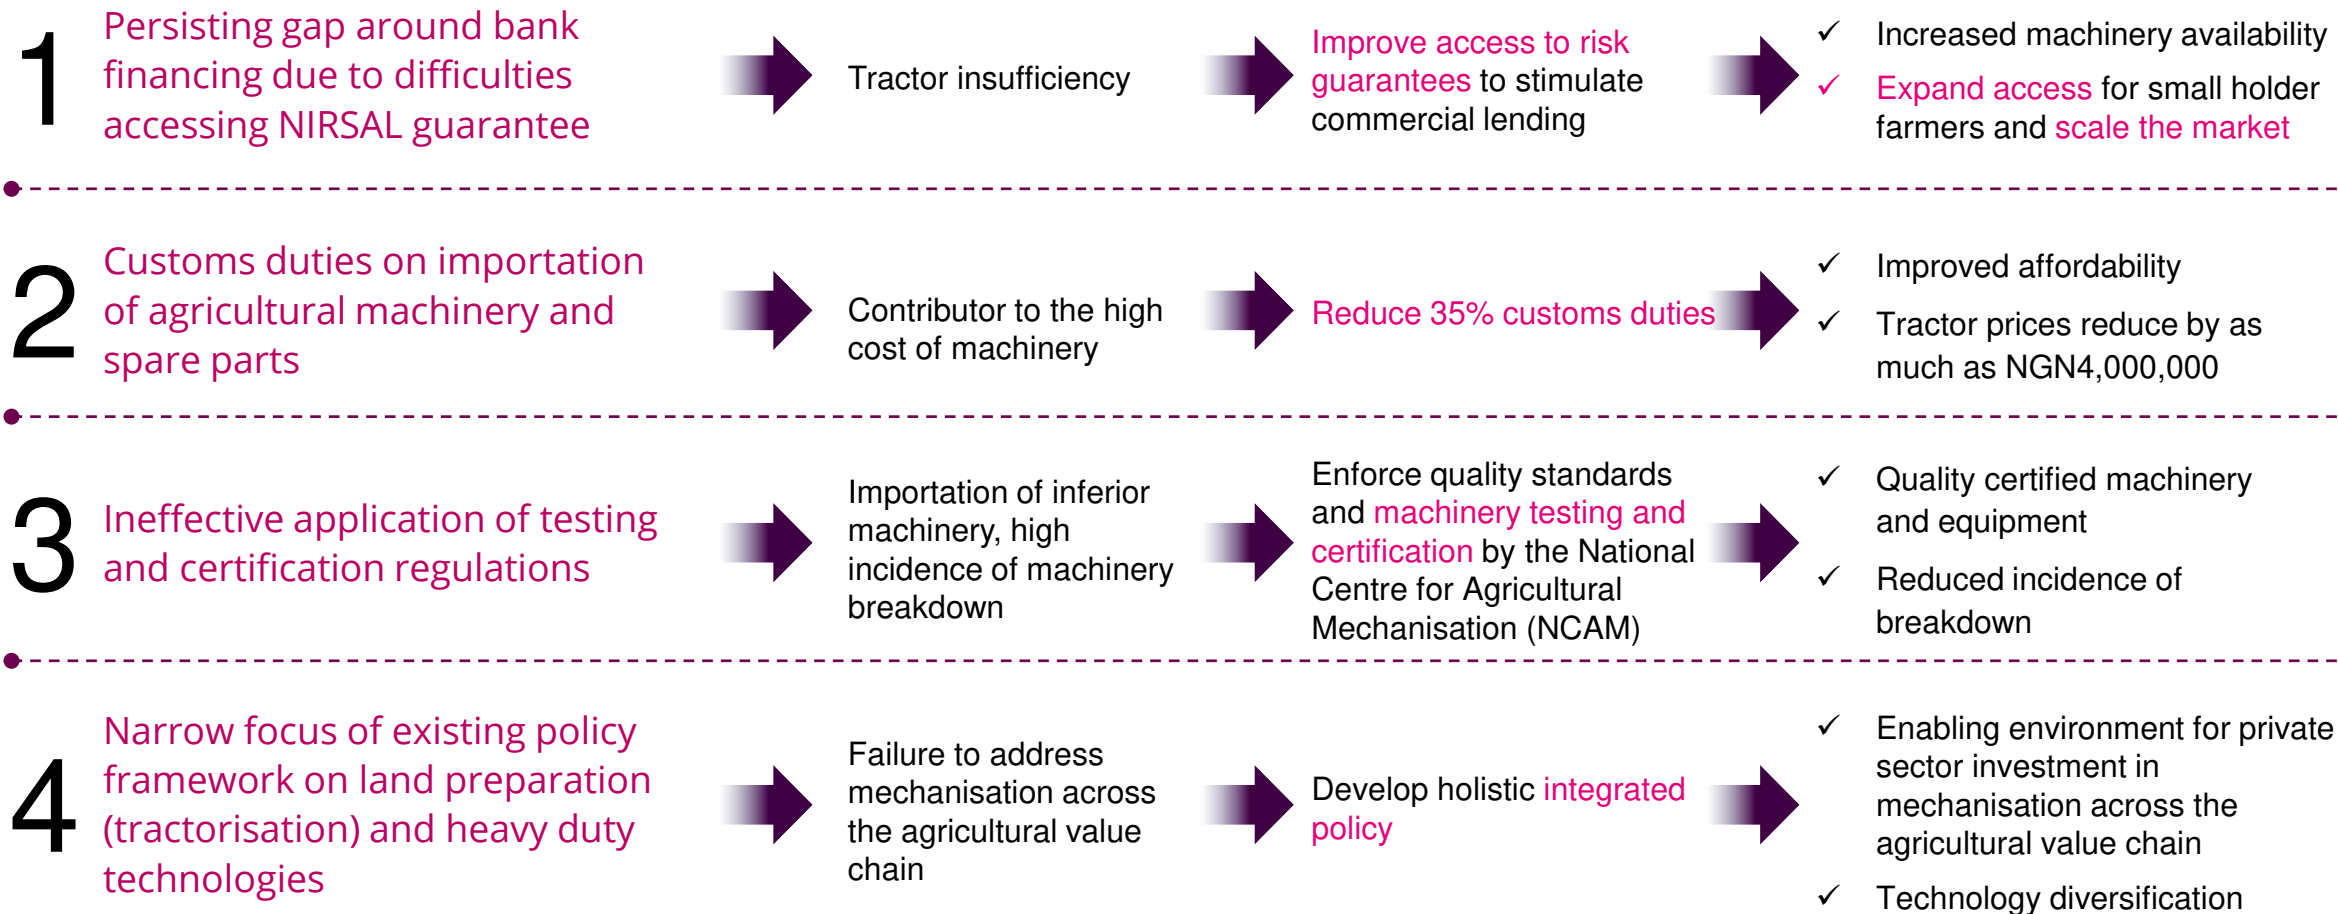 1
Persisting gap around bank
financing due to difficulties
accessing NIRSAL guarantee
Tractor insufficiency
Improve access to risk
guarantees to stimulate
commercial lending
✓ Increased machinery availability
✓ Expand access for small holder
farmers and scale the market
2
Customs duties on importation
of agricultural machinery and
spare parts
Contributor to the high
cost of machinery
Reduce 35% customs duties
✓ Improved affordability
✓ Tractor prices reduce by as
much as NGN4,000,000
3
Ineffective application of testing
and certification regulations
Importation of inferior
machinery, high
incidence of machinery
breakdown
Enforce quality standards
and machinery testing and
certification by the National
Centre for Agricultural
Mechanisation (NCAM)
✓ Quality certified machinery
and equipment
✓ Reduced incidence of
breakdown
4
Narrow focus of existing policy
framework on land preparation
(tractorisation) and heavy duty
technologies
Failure to address
mechanisation across
the agricultural value
chain
Develop holistic integrated
policy
✓ Enabling environment for private
sector investment in
mechanisation across the
agricultural value chain
✓ Technology diversification